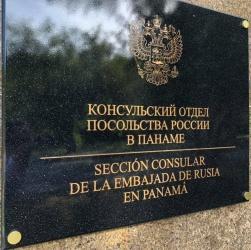 КОНСУЛЬСКИЙ ОТДЕЛ
ПОСОЛЬСТВА РОССИИ
В ПАНАМЕ
SECCIÓN CONSULAR
DE LA EMBAJADA DE RUSIA
EN PANAMÁ